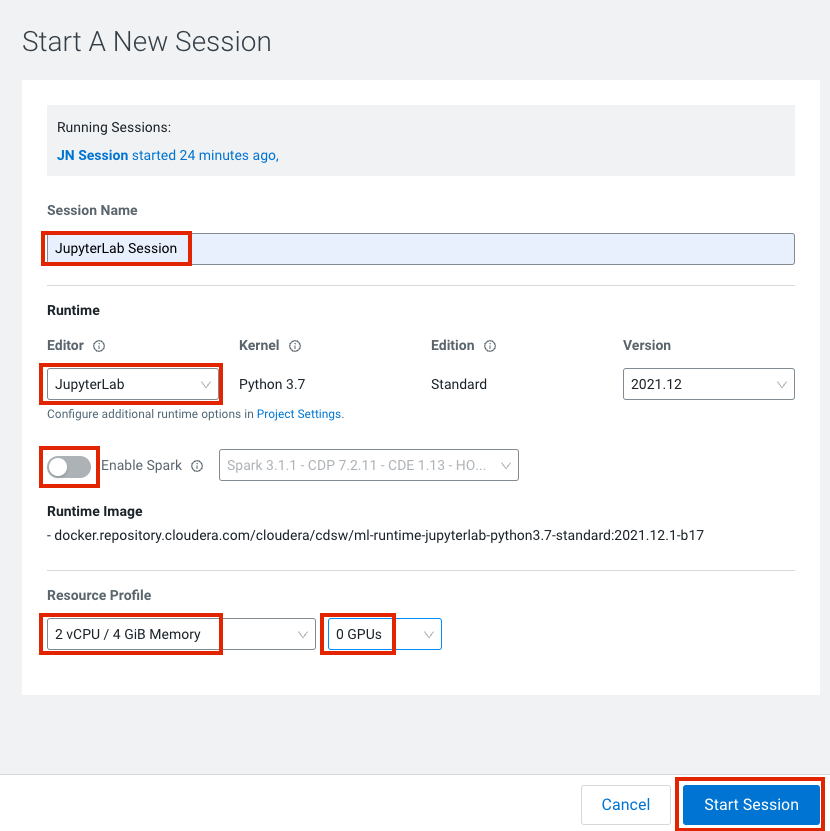 Start A New Session
Running Sessions:
JN Session started 24 minutes ago,
Session Name
JupyterLab Session
Runtime
Editor Kernel Edition Version
JupyterLab Python 3.7 Standard 2021.12
Configure additional runtime options in Project Settings.
Enable Spark Spark 3.1.1 - CDP 7.2.11 - CDE 1.13 - HO...
Runtime Image
- docker.repository.cloudera.com/cloudera/cdsw/ml-runtime-jupyterlab-python3.7-standard:2021.12.1-b17
Resource Profile
2 vCPU / 4 GiB Memory 0 GPUs
Cancel Start Session